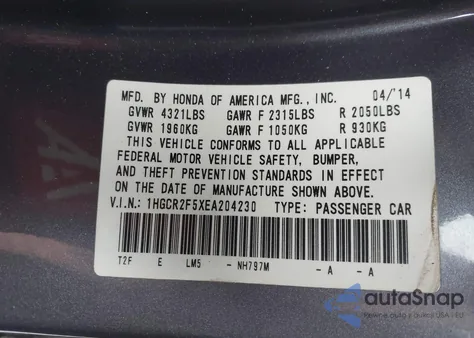 MFD. BY HONDA OF AMERICA MFG., INC. 04/'14
GVWR 4321LBS GAWR F 2315LBS R 2050LBS
GVWR 1960KG GAWR F 1050KG R 930KG
THIS VEHICLE CONFORMS TO ALL APPLICABLE
FEDERAL MOTOR VEHICLE SAFETY, BUMPER,
AND THEFT PREVENTION STANDARDS IN EFFECT
ON THE DATE OF MANUFACTURE SHOWN ABOVE.
V.I.N.: 1HGCR2F5XEA204230 TYPE: PASSENGER CAR
T2F E LM5 - NH797M - A - A
autoSnap